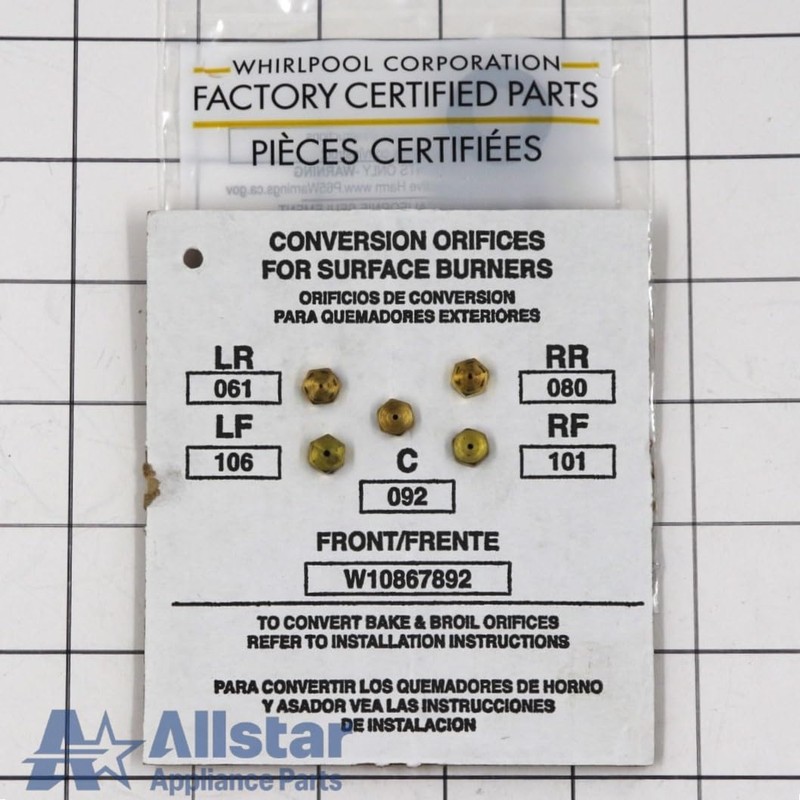 WHIRLPOOL CORPORATION
FACTORY CERTIFIED PARTS
PIÈCES CERTIFIÉES
CONVERSION ORIFICES
FOR SURFACE BURNERS
ORIFICIOS DE CONVERSION
PARA QUEMADORES EXTERIORES
LR RR
061 080
LF RF
106 C 101
092
FRONT/FRENTE
W10867892
TO CONVERT BAKE & BROIL ORIFICES
REFER TO INSTALLATION INSTRUCTIONS
PARA CONVERTIR LOS QUEMADORES DE HORNO
Y ASADOR VEA LAS INSTRUCCIONES
DE INSTALACION
Allstar
Appliance Parts